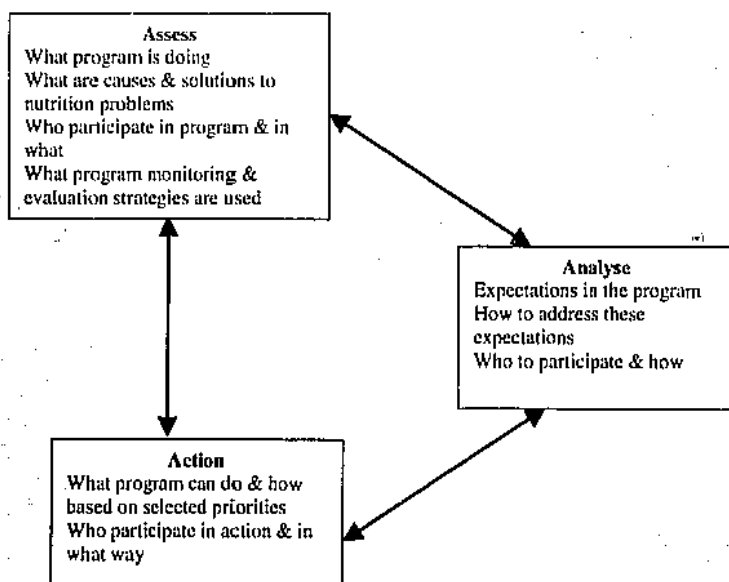 Assess
What program is doing
What are causes & solutions to
nutrition problems
Who participate in program & in
what
What program monitoring &
evaluation strategies are used
Analyse
Expectations in the program
How to address these
expectations
Who to participate & how
Action
What program can do & how
based on selected priorities
Who participate in action & in
what way